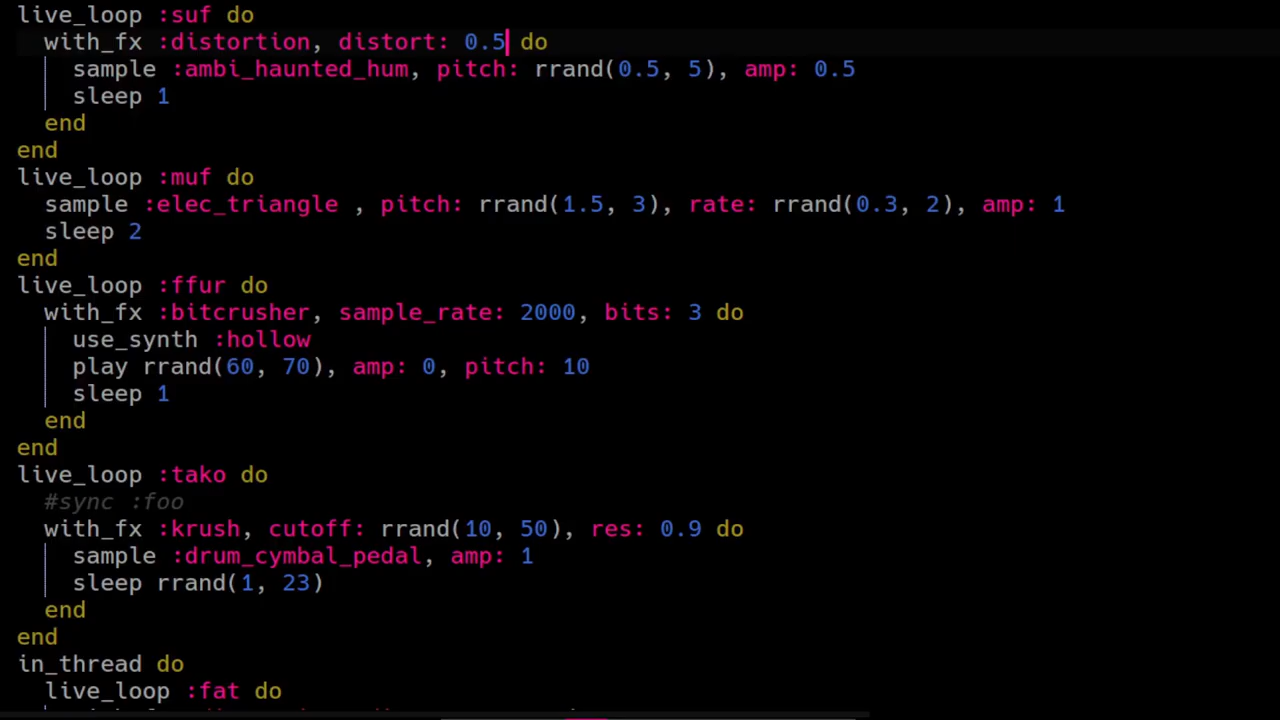 live_loop :suf do
  with_fx :distortion, distort: 0.5 do
    sample :ambi_haunted_hum, pitch: rrand(0.5, 5), amp: 0.5
    sleep 1
  end
end
live_loop :muf do
  sample :elec_triangle , pitch: rrand(1.5, 3), rate: rrand(0.3, 2), amp: 1
  sleep 2
end
live_loop :ffur do
  with_fx :bitcrusher, sample_rate: 2000, bits: 3 do
    use_synth :hollow
    play rrand(60, 70), amp: 0, pitch: 10
    sleep 1
  end
end
live_loop :tako do
  #sync :foo
  with_fx :krush, cutoff: rrand(10, 50), res: 0.9 do
    sample :drum_cymbal_pedal, amp: 1
    sleep rrand(1, 23)
  end
end
in_thread do
  live_loop :fat do